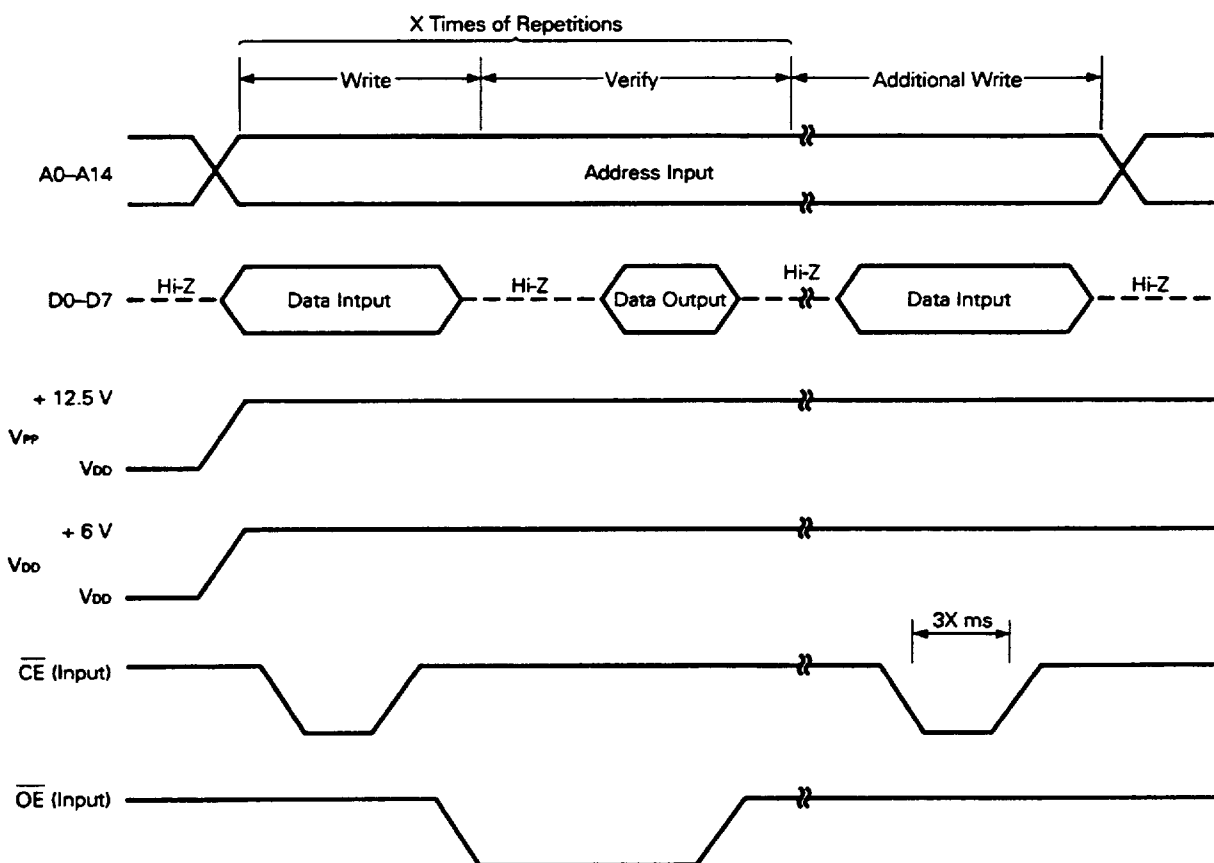 X Times of Repetitions
Write Verify Additional Write
A0–A14 Address Input
D0–D7 Hi-Z Data Intput Hi-Z Data Output Hi-Z Data Intput Hi-Z
+ 12.5 V
VPP
VDD
+ 6 V
VDD
VDD
3X ms
CE (Input)
OE (Input)